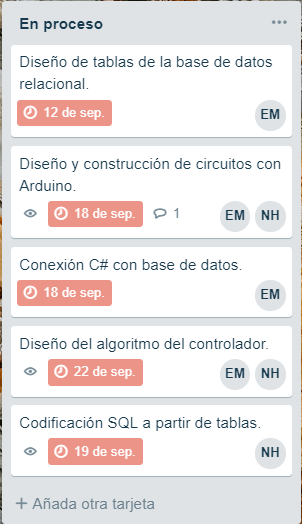 En proceso
Diseño de tablas de la base de datos
relacional.
12 de sep.
EM
Diseño y construcción de circuitos con
Arduino.
18 de sep.
1
EM
NH
Conexión C# con base de datos.
18 de sep.
EM
Diseño del algoritmo del controlador.
22 de sep.
EM
NH
Codificación SQL a partir de tablas.
19 de sep.
NH
+ Añada otra tarjeta